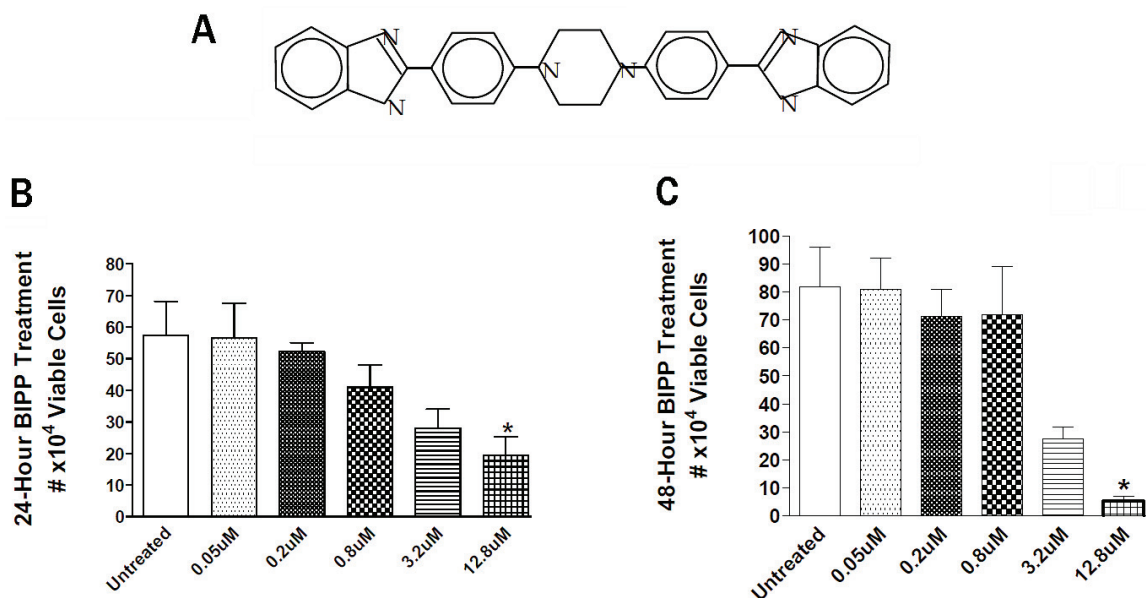 A
N
N
N
N
N
N
B
24-Hour BIPP Treatment
# x10⁴ Viable Cells
80
70
60
50
40
30
20
10
0
*
Untreated
0.05uM
0.2uM
0.8uM
3.2uM
12.8uM
C
48-Hour BIPP Treatment
# x10⁴ Viable Cells
100
90
80
70
60
50
40
30
20
10
0
*
Untreated
0.05uM
0.2uM
0.8uM
3.2uM
12.8uM